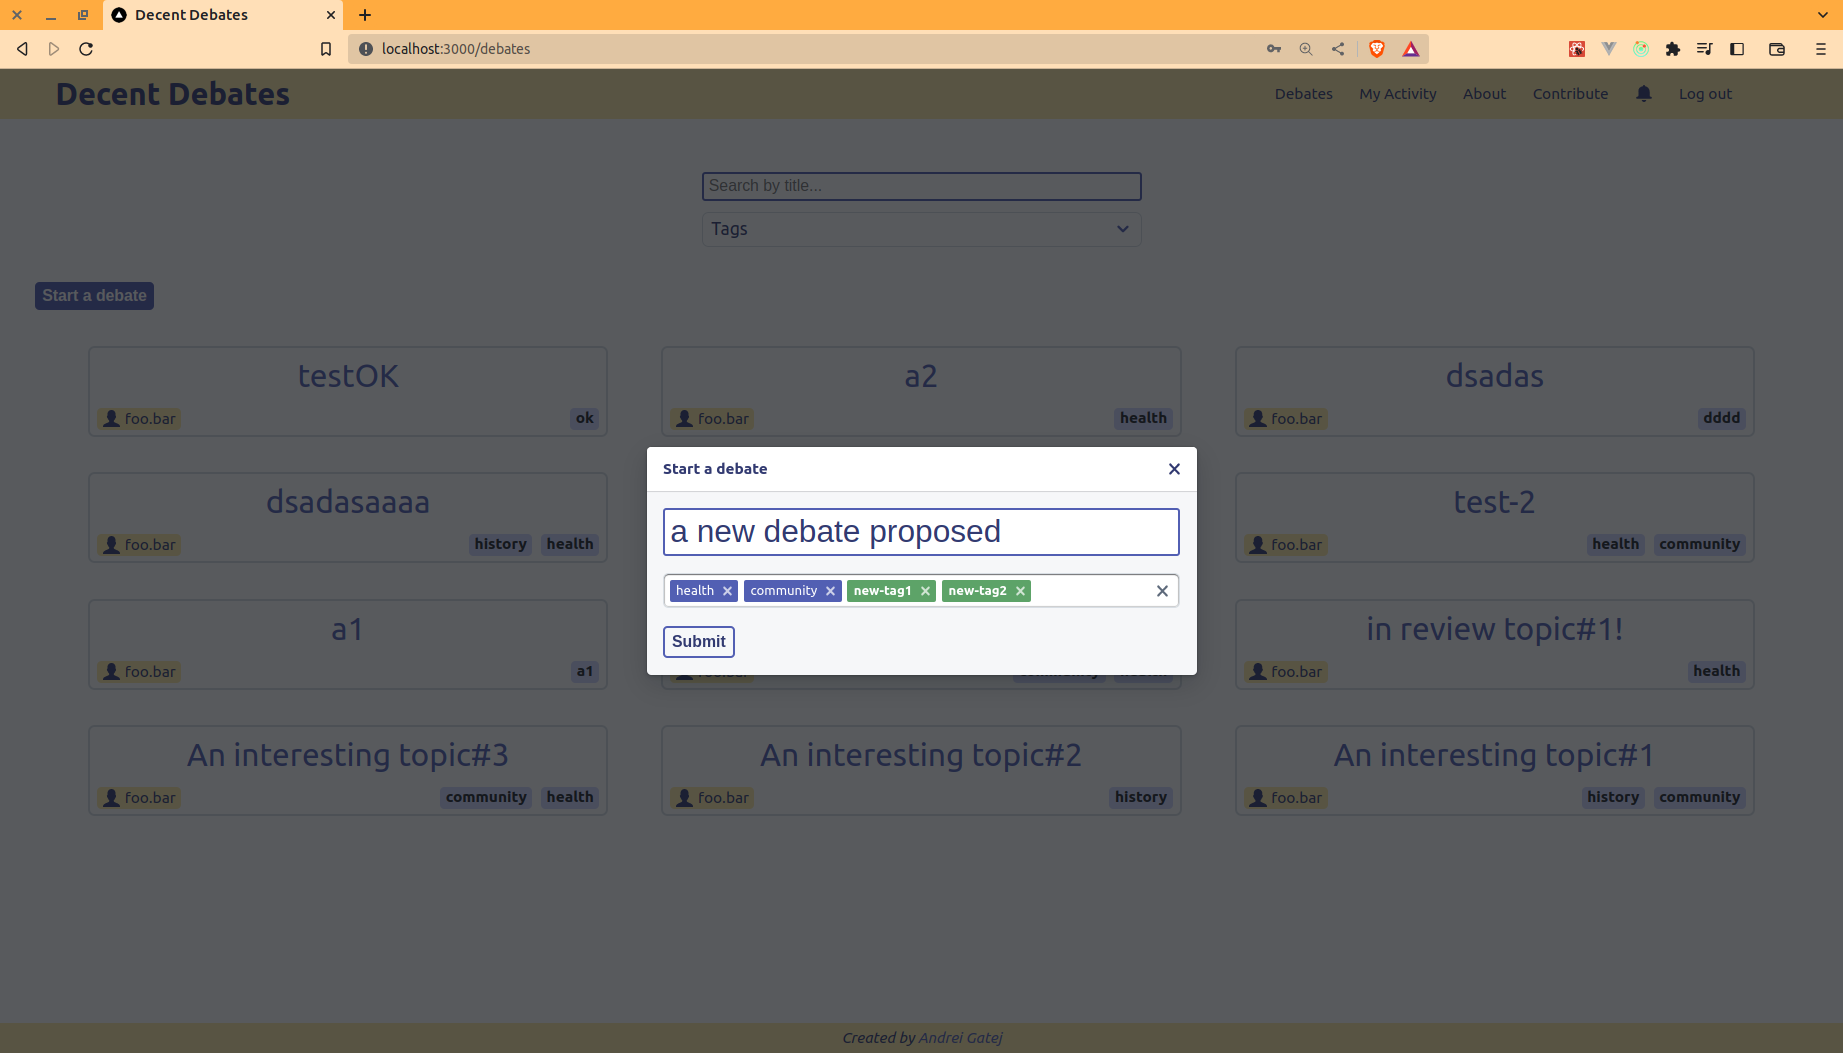 Decent Debates
localhost:3000/debates
Decent Debates
Debates My Activity About Contribute Log out
Search by title...
Tags
Start a debate
testOK
foo.bar ok
a2
foo.bar health
dsadas
foo.bar dddd
Start a debate
a new debate proposed
health community new-tag1 new-tag2
Submit
dsadasaaaa
foo.bar history health
test-2
foo.bar health community
a1
foo.bar a1
in review topic#1!
foo.bar health
An interesting topic#3
foo.bar community health
An interesting topic#2
foo.bar history
An interesting topic#1
foo.bar history community
Created by Andrei Gatej